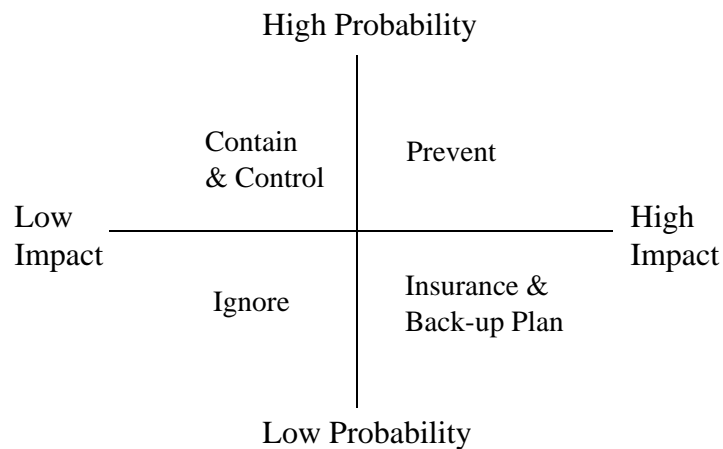 High Probability
Contain
& Control
Prevent
Low
Impact
High
Impact
Ignore
Insurance &
Back-up Plan
Low Probability